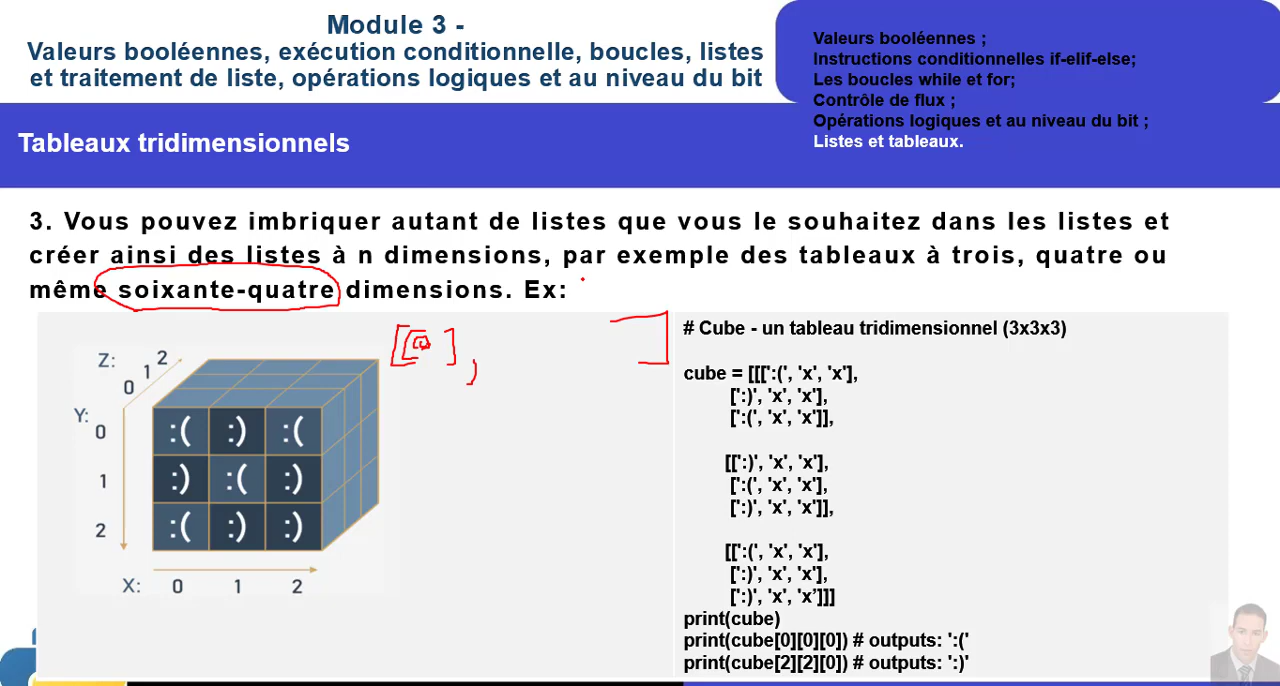 Module 3 -
Valeurs booléennes, exécution conditionnelle, boucles, listes
et traitement de liste, opérations logiques et au niveau du bit
Valeurs booléennes ;
Instructions conditionnelles if-elif-else;
Les boucles while et for;
Contrôle de flux ;
Opérations logiques et au niveau du bit ;
Listes et tableaux.
Tableaux tridimensionnels
3. Vous pouvez imbriquer autant de listes que vous le souhaitez dans les listes et
créer ainsi des listes à n dimensions, par exemple des tableaux à trois, quatre ou
même soixante-quatre dimensions. Ex:
Z: 0 1 2
Y:
0 :( :) :(
1 :) :( :)
2 :( :) :)
X: 0 1 2
# Cube - un tableau tridimensionnel (3x3x3)
cube = [[[':(', 'x', 'x'],
[':)', 'x', 'x'],
[':(', 'x', 'x']],
[[':)', 'x', 'x'],
[':(', 'x', 'x'],
[':)', 'x', 'x']],
[[':(', 'x', 'x'],
[':)', 'x', 'x'],
[':)', 'x', 'x’]]]
print(cube)
print(cube[0][0][0]) # outputs: ':('
print(cube[2][2][0]) # outputs: ':)'